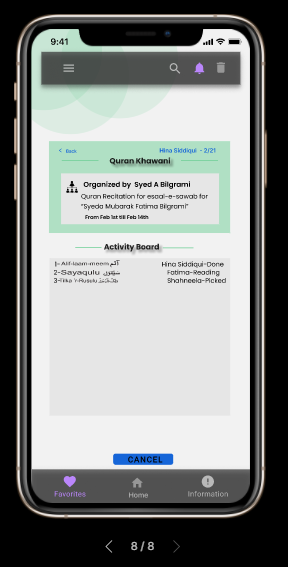 9:41
< Back
Hina Siddiqui - 2/21
Quran Khawani
Organized by Syed A Bilgrami
Quran Recitation for esaal-e-sawab for
"Syeda Mubarak Fatima Bilgrami"
From Feb 1st till Feb 14th
Activity Board
1- Alif-laam-meem آلم Hina Siddiqui-Done
2-Sayaqulu سَيَقُولُ Fatima-Reading
3-Tilka 'r-Rusulu Shahneela-Picked
CANCEL
Favorites
Home
Information
8 / 8